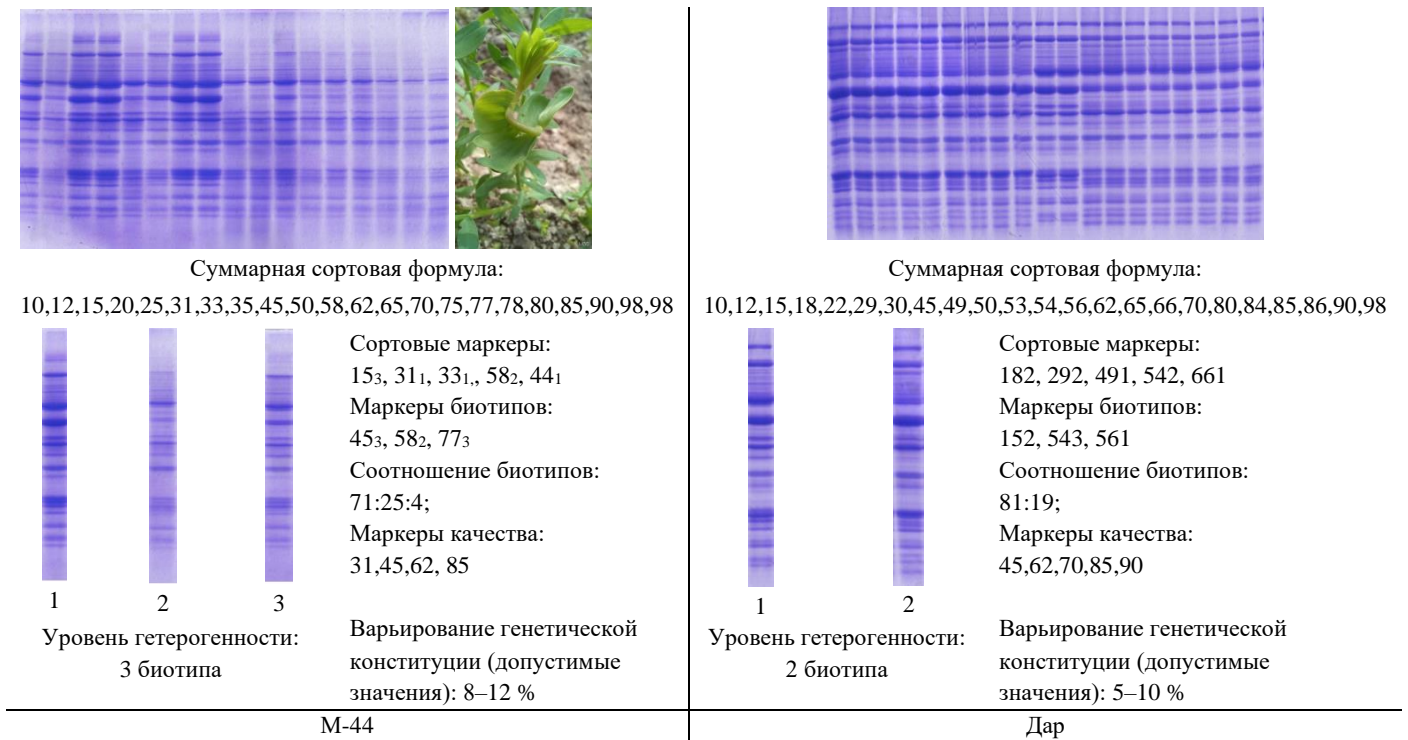 Суммарная сортовая формула:
10,12,15,20,25,31,33,35,45,50,58,62,65,70,75,77,78,80,85,90,98,98
Сортовые маркеры:
15₃, 31₁, 33₁,, 58₂, 44₁
Маркеры биотипов:
45₃, 58₂, 77₃
Соотношение биотипов:
71:25:4;
Маркеры качества:
31,45,62, 85
1 2 3
Уровень гетерогенности:
3 биотипа
Варьирование генетической
конституции (допустимые
значения): 8–12 %
М-44
Суммарная сортовая формула:
10,12,15,18,22,29,30,45,49,50,53,54,56,62,65,66,70,80,84,85,86,90,98
Сортовые маркеры:
182, 292, 491, 542, 661
Маркеры биотипов:
152, 543, 561
Соотношение биотипов:
81:19;
Маркеры качества:
45,62,70,85,90
1 2
Уровень гетерогенности:
2 биотипа
Варьирование генетической
конституции (допустимые
значения): 5–10 %
Дар